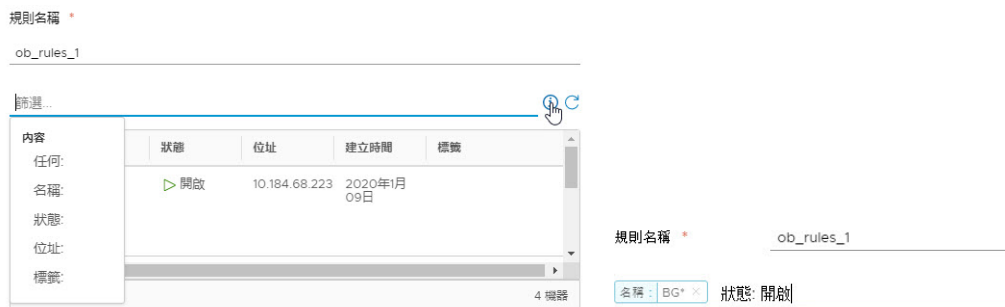 規則名稱 *
ob_rules_1
篩選...
內容
任何:
名稱:
狀態:
位址:
標籤:
狀態 位址 建立時間 標籤
開啟 10.184.68.223 2020年1月
09日
4 機器
規則名稱 * ob_rules_1
名稱: BG* × 狀態: 開啟